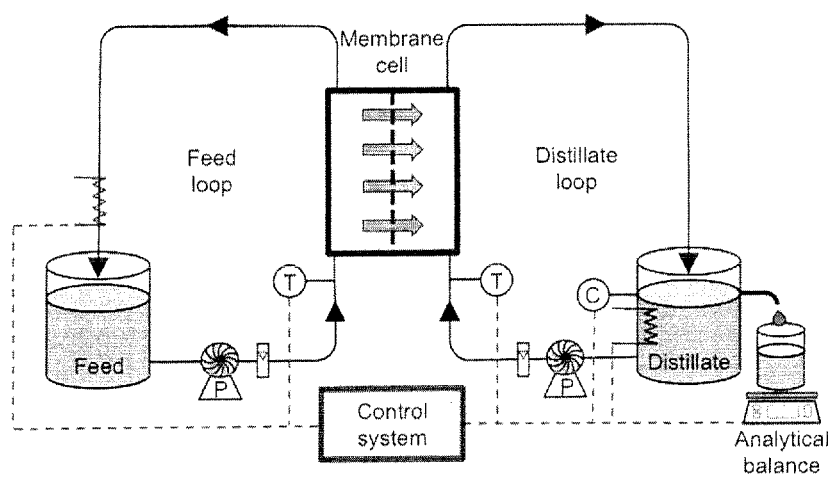 Membrane
cell
Feed
loop
Distillate
loop
T
T
C
Feed
P
P
Distillate
Control
system
Analytical
balance